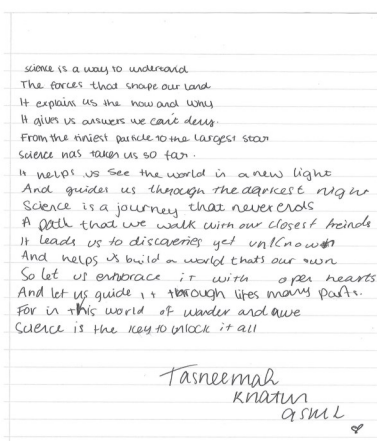 science is a way to undersand
The forces that shape our land
It explains us the how and why
It gives us answers we can't deny.
From the tiniest particle to the largest star
Science has taken us so far.
It helps us see the world in a new light
And guides us through the darkest night
Science is a journey that never ends
A path that we walk with our closest freinds
It leads us to discoveries yet unknown
And helps us build a world thats our own
So let us embrace it with open hearts
And let us guide it through lifes many parts.
For in this world of wonder and awe
Science is the key to unlock it all
Tasneemah
Khatun